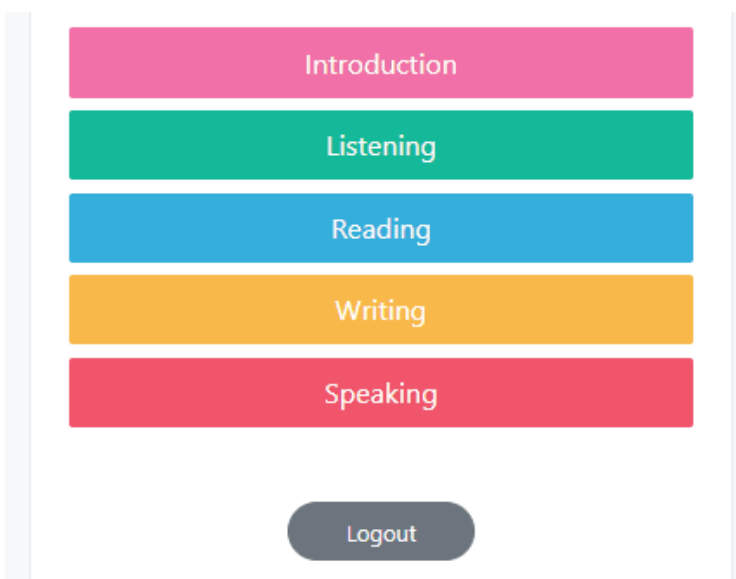 Introduction
Listening
Reading
Writing
Speaking
Logout